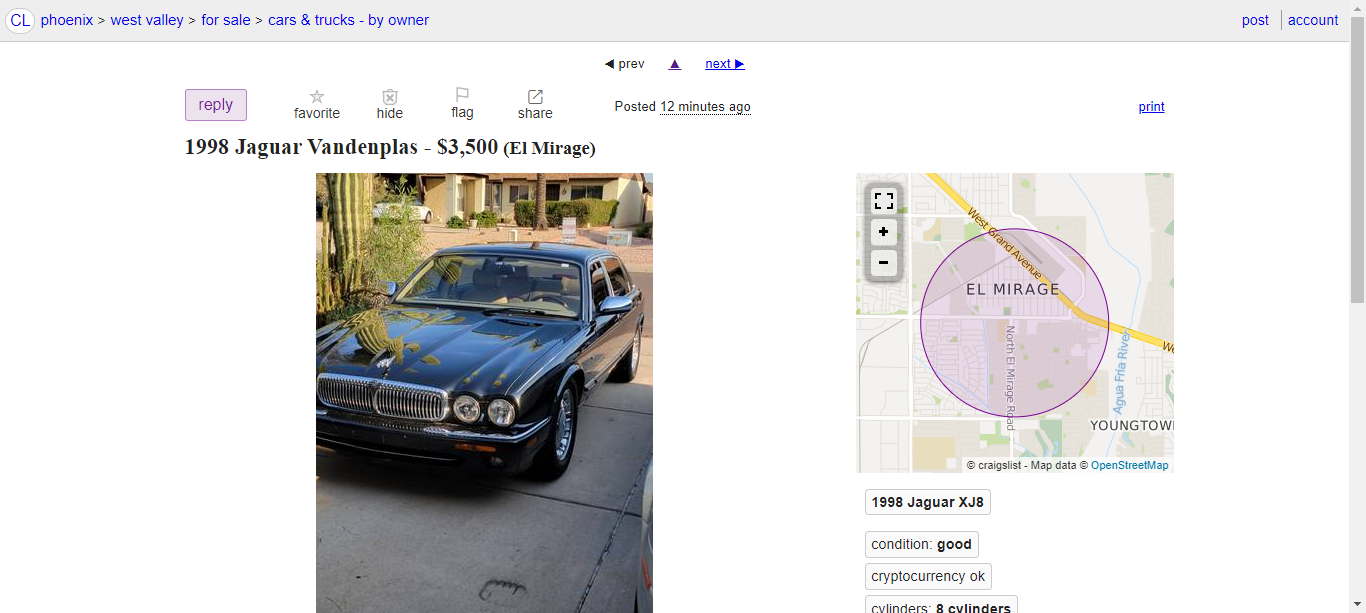 CL phoenix > west valley > for sale > cars & trucks - by owner post account
◀ prev ▲ next ▶
reply favorite hide flag share Posted 12 minutes ago print
1998 Jaguar Vandenplas - $3,500 (El Mirage)
West Grand Avenue
EL MIRAGE
North El Mirage Road
Agua Fria River
We
YOUNGTOW
© craigslist - Map data © OpenStreetMap
1998 Jaguar XJ8
condition: good
cryptocurrency ok
cylinders: 8 cylinders